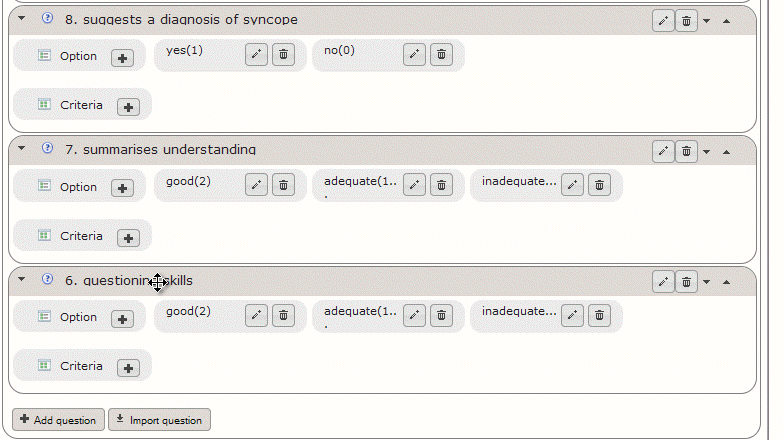 8. suggests a diagnosis of syncope
Option yes(1) no(0)
Criteria
7. summarises understanding
Option good(2) adequate(1... inadequate...
Criteria
6. questioning skills
Option good(2) adequate(1... inadequate...
Criteria
Add question Import question